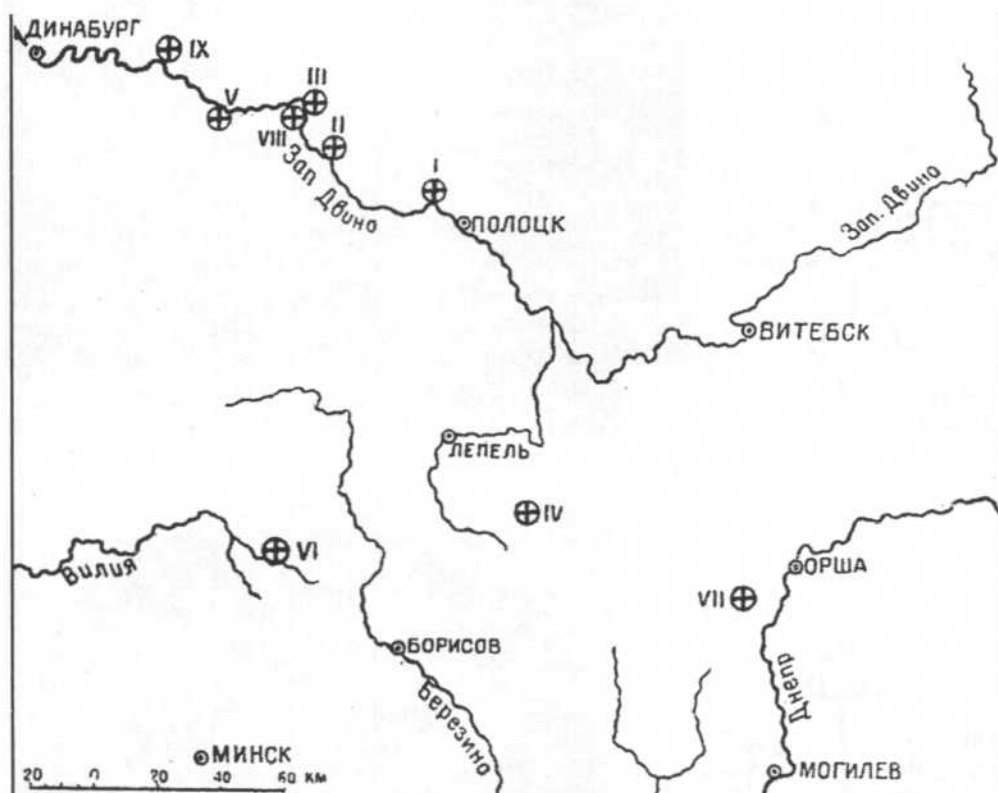 ДИНАБУРГ
IX
III
V
VIII
II
Зап Двина
I
ПОЛОЦК
Зап. Двина
ВИТЕБСК
ЛЕПЕЛЬ
IV
VI
Вилия
ОРША
VII
БОРИСОВ
Березина
Днепр
МИНСК
МОГИЛЕВ
20 0 20 40 60 км